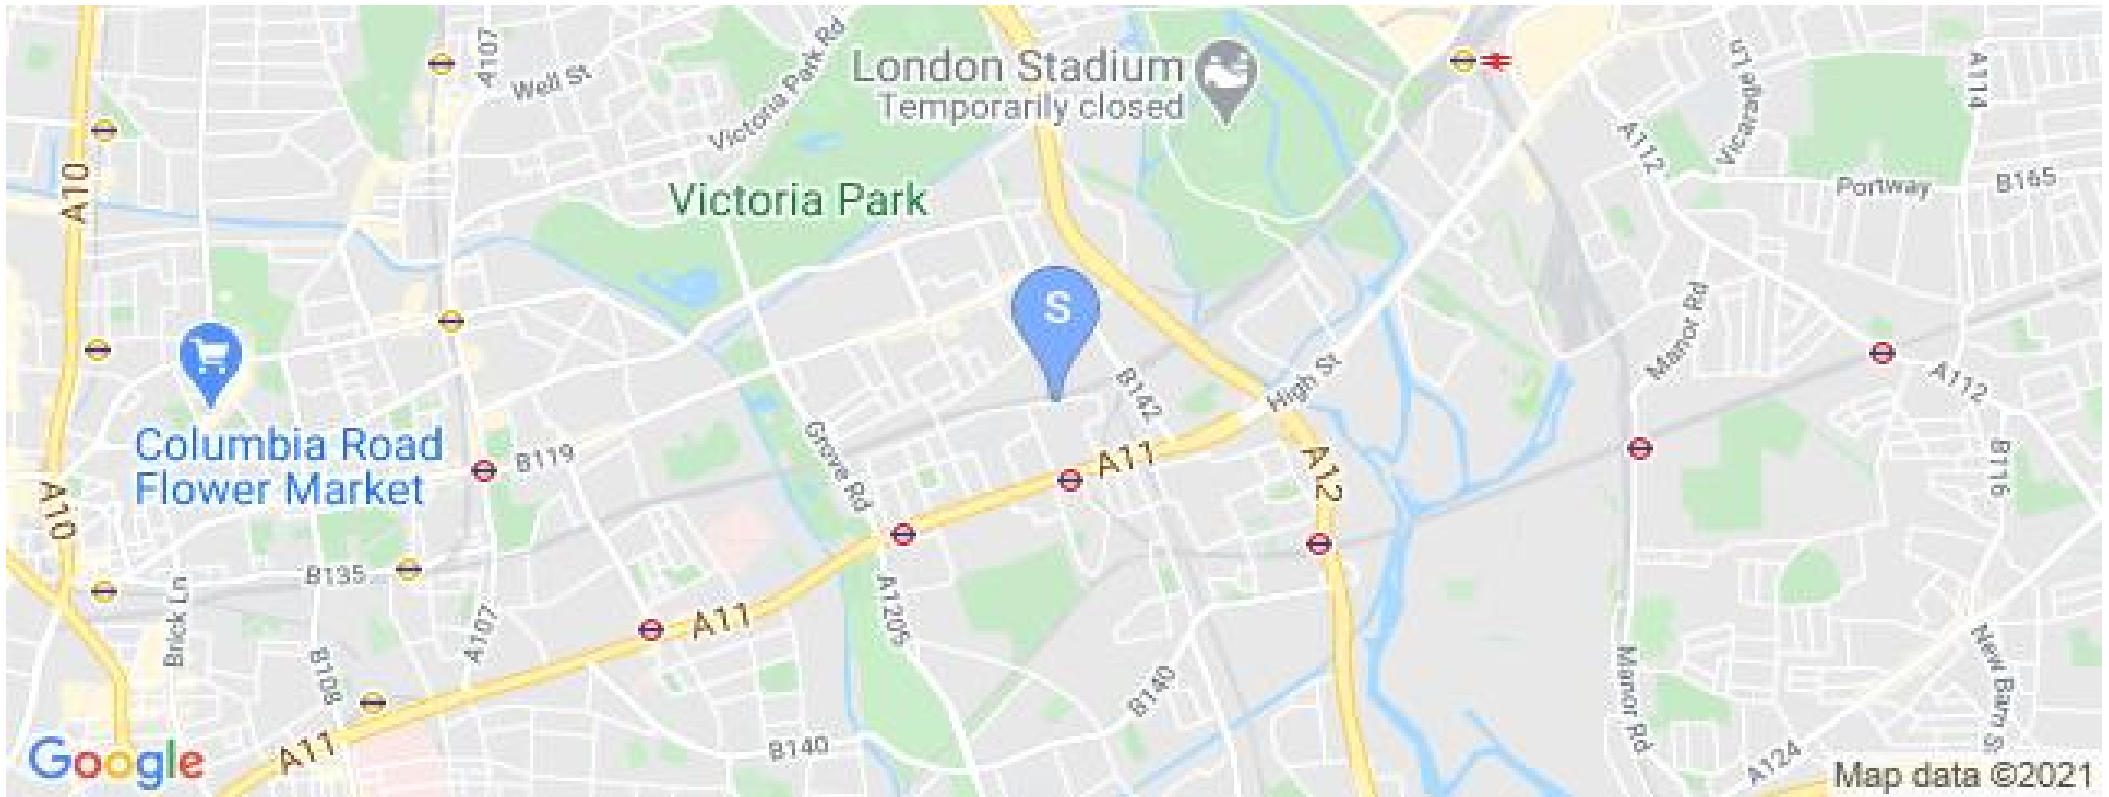 A107
Well St
Victoria Park Rd
London Stadium
Temporarily closed
Vicarage Ln
A114
A112
Portway
B165
A10
Victoria Park
S
Manor Rd
B142
High St
A112
Columbia Road
Flower Market
B119
Grove Rd
A11
A12
B116
A10
B135
Brick Ln
B108
A107
A11
A1205
B140
Manor Rd
New Barn S
A11
B140
A124
Google
Map data ©2021